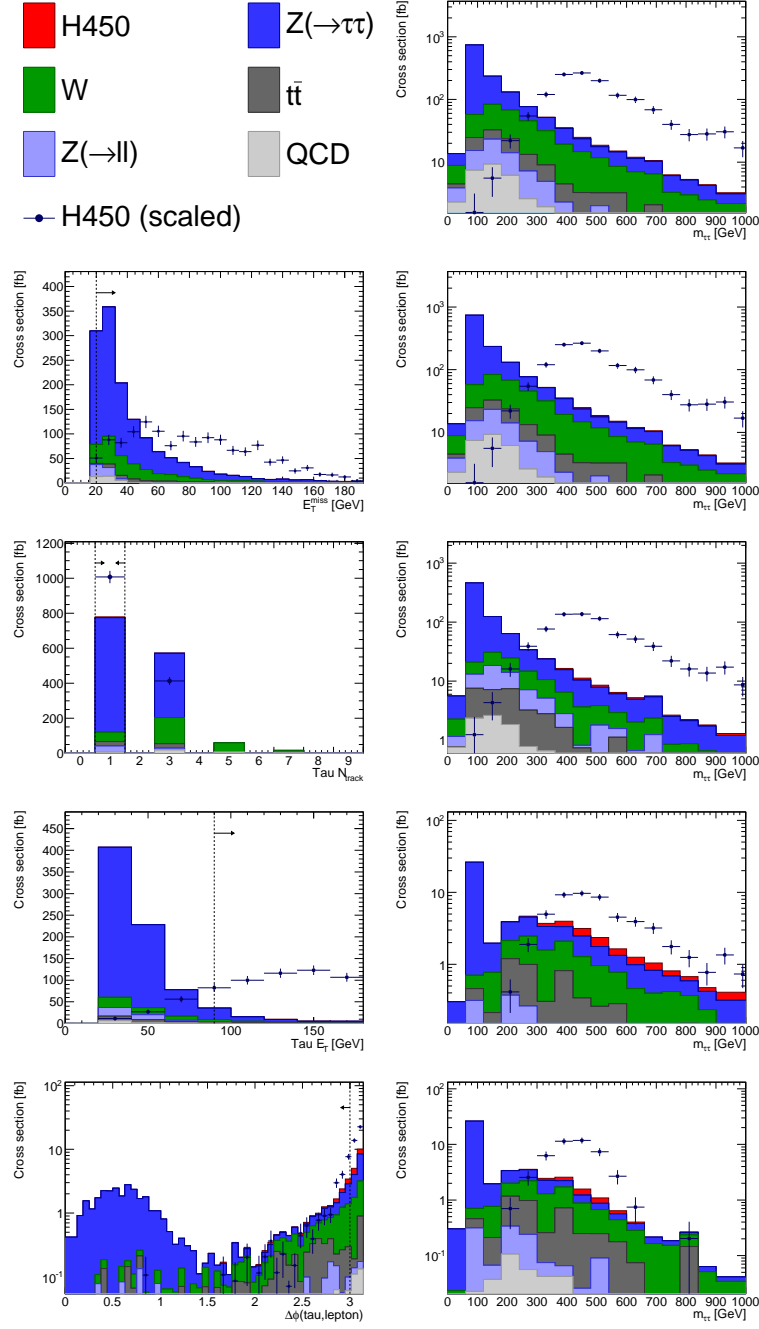 H450
Z(→ττ)
W
tt̄
Z(→ll)
QCD
H450 (scaled)
Cross section [fb]
10³
10²
10
0 100 200 300 400 500 600 700 800 900 1000
m_ττ [GeV]
Cross section [fb]
400
350
300
250
200
150
100
50
0
0 20 40 60 80 100 120 140 160 180
E_T^miss [GeV]
Cross section [fb]
10³
10²
10
0 100 200 300 400 500 600 700 800 900 1000
m_ττ [GeV]
Cross section [fb]
1200
1000
800
600
400
200
0
0 1 2 3 4 5 6 7 8 9
Tau N_track
Cross section [fb]
10³
10²
10
1
0 100 200 300 400 500 600 700 800 900 1000
m_ττ [GeV]
Cross section [fb]
450
400
350
300
250
200
150
100
50
0
0 50 100 150
Tau E_T [GeV]
Cross section [fb]
10²
10
1
0 100 200 300 400 500 600 700 800 900 1000
m_ττ [GeV]
Cross section [fb]
10²
10
1
10⁻¹
0 0.5 1 1.5 2 2.5 3
Δϕ(tau,lepton)
Cross section [fb]
10²
10
1
10⁻¹
0 100 200 300 400 500 600 700 800 900 1000
m_ττ [GeV]